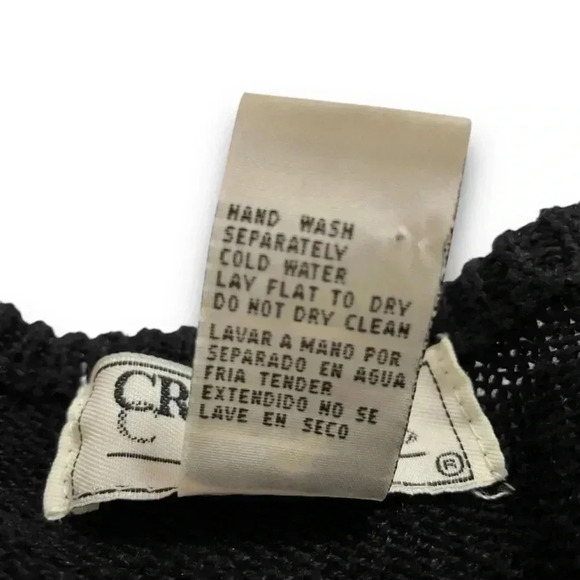 HAND WASH
SEPARATELY
COLD WATER
LAY FLAT TO DRY
DO NOT DRY CLEAN
LAVAR A MANO POR
SEPARADO EN AGUA
FRIA TENDER
EXTENDIDO NO SE
LAVE EN SECO
CR
C
®